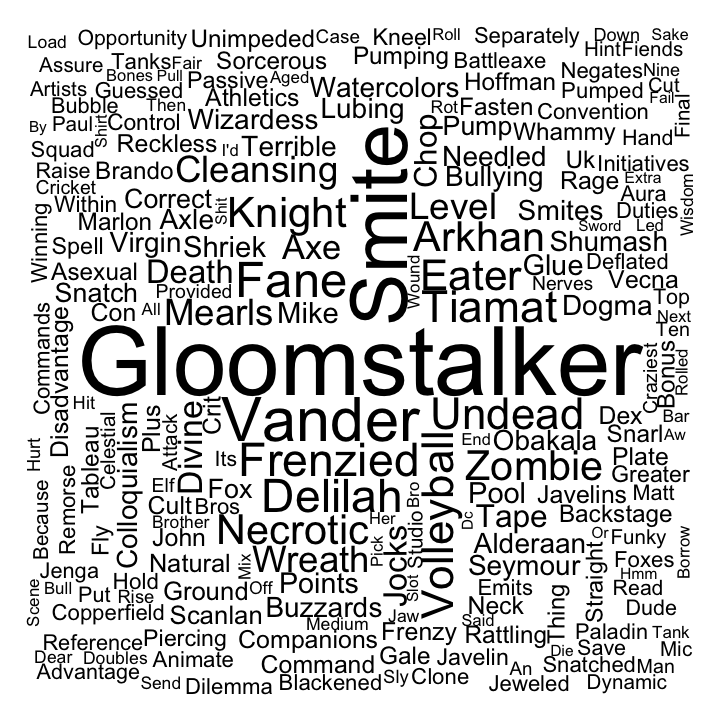 Load Opportunity Unimpeded Case Kneel Roll Separately Down Sake
Assure Tanks Fair Sorcerous Pumping Battleaxe Hint Fiends
Bones Pull Passive Aged Watercolors Hoffman Negates Nine
Artists Guessed Athletics Lubing Rot Fasten Pumped Cut
Bubble Then Convention Fail Final
By Paul Shirt Control Wizardess Smite Chop Pump Whammy Hand
Squad Reckless I'd Terrible Needled Uk Initiatives
Raise Brando Cleansing Bullying Rage Extra
Cricket Within Correct Shit Knight Level Smites Aura Wisdom
Winning Marlon Axle Arkhan Sword Led Duties
Spell Virgin Shriek Axe Wound Shumash
Asexual Death Fane Eater Glue Deflated
Snatch Provided Nerves Vecna
Con All Mearls Mike Tiamat Dogma Top
Commands Disadvantage Next Ten
Gloomstalker Craziest Bonus Rolled
Hit Plus Attack Crit Vander Undead Dex Bar
Hurt Tableau Celestial Colloquialism Divine End Obakala Snarl Aw
Its Frenzied Volleyball Zombie Plate Greater
Because Remorse Elf Fox Delilah Bro Pool Javelins Matt
Cult Bros Tape Backstage
Fly Brother John Necrotic Her Dc Alderaan Or Funky
Jenga Natural Mix Wreath Pick Jocks Studio Seymour Straight Foxes Borrow
Scene Bull Put Rise Hold Ground Off Points Slot Emits Thing Hmm Read
Copperfield Scanlan Buzzards Jaw Neck Dude
Reference Piercing Medium Companions Frenzy Said Rattling Paladin Tank
Dear Doubles Animate Command Gale Javelin Die Save Mic
Advantage Send Dilemma Blackened Sly Clone An Snatched Man
Jeweled Dynamic